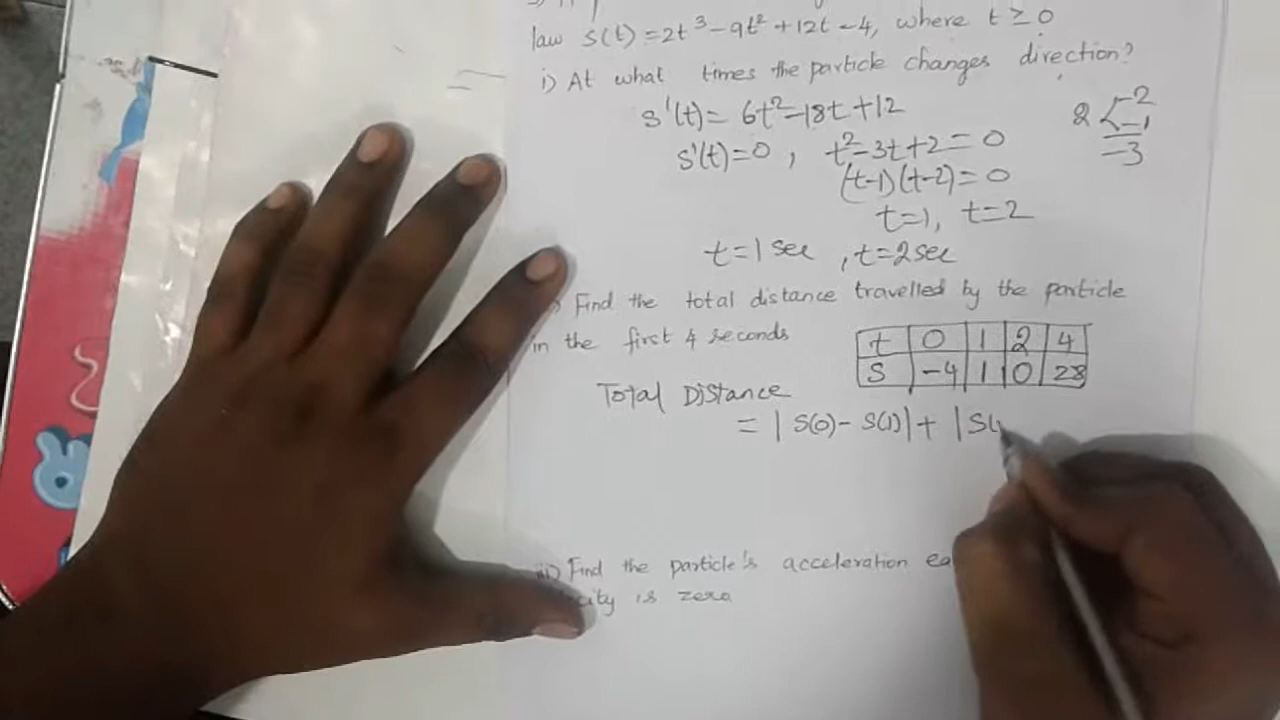 law s(t) = 2t³ - 9t² + 12t - 4, where t ≥ 0
i) At what times the particle changes direction?
s'(t) = 6t² - 18t + 12
2 < -2
-1
-3
s'(t) = 0 , t² - 3t + 2 = 0
(t-1)(t-2) = 0
t=1, t=2
t=1 sec , t=2 sec
) Find the total distance travelled by the particle
in the first 4 seconds
t 0 1 2 4
S -4 1 0 28
Total Distance
= | S(0) - S(1) | + | S(
iii) Find the particle's acceleration ea
city is zero